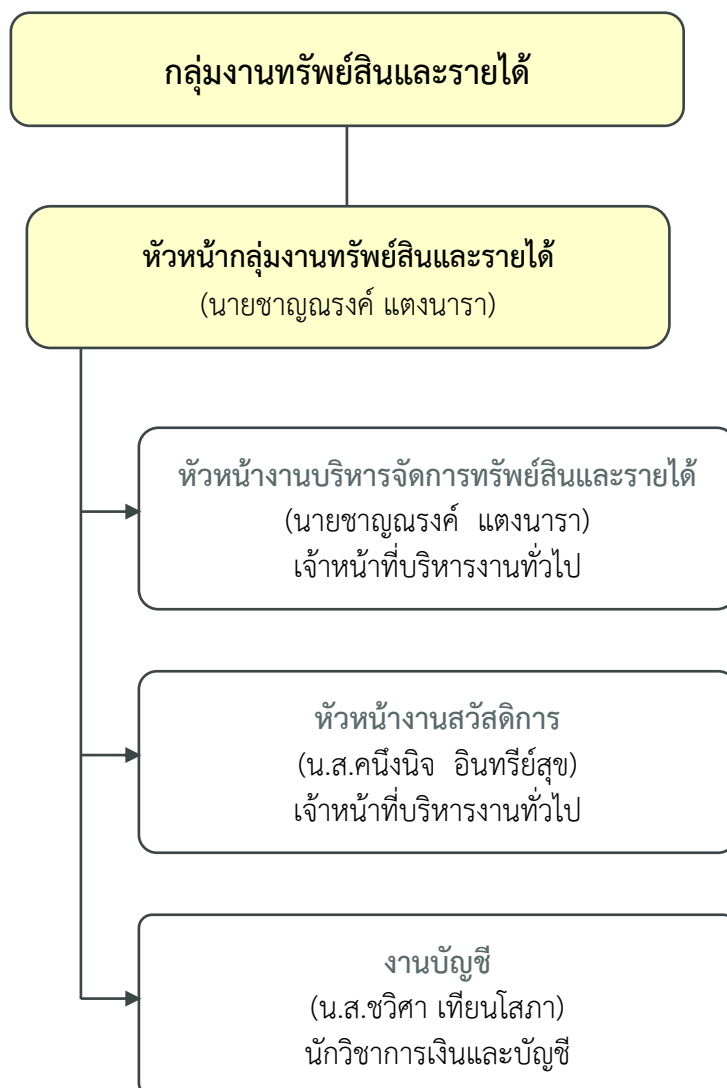 กลุ่มงานทรัพย์สินและรายได้
หัวหน้ากลุ่มงานทรัพย์สินและรายได้
(นายชาญณรงค์ แตงนารา)
หัวหน้างานบริหารจัดการทรัพย์สินและรายได้
(นายชาญณรงค์  แตงนารา)
เจ้าหน้าที่บริหารงานทั่วไป
หัวหน้างานสวัสดิการ
(น.ส.คนึงนิจ  อินทรีย์สุข)
เจ้าหน้าที่บริหารงานทั่วไป
งานบัญชี
(น.ส.ชวิศา เทียนโสภา)
นักวิชาการเงินและบัญชี